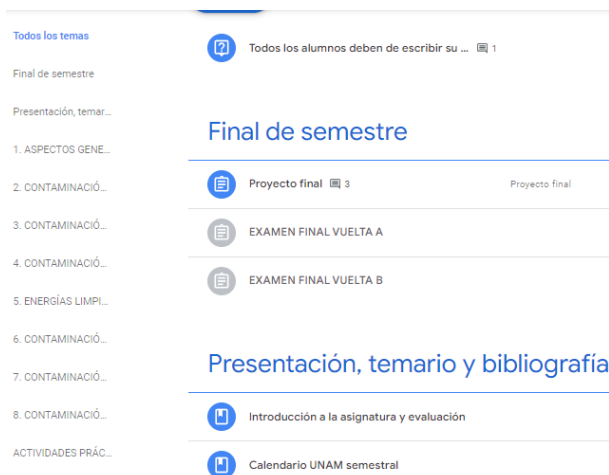 Todos los temas
Final de semestre
Presentación, temar...
1. ASPECTOS GENE...
2. CONTAMINACIÓ...
3. CONTAMINACIÓ...
4. CONTAMINACIÓ...
5. ENERGÍAS LIMPI...
6. CONTAMINACIÓ...
7. CONTAMINACIÓ...
8. CONTAMINACIÓ...
ACTIVIDADES PRÁC...
Todos los alumnos deben de escribir su ... 1
Final de semestre
Proyecto final 3 Proyecto final
EXAMEN FINAL VUELTA A
EXAMEN FINAL VUELTA B
Presentación, temario y bibliografía
Introducción a la asignatura y evaluación
Calendario UNAM semestral